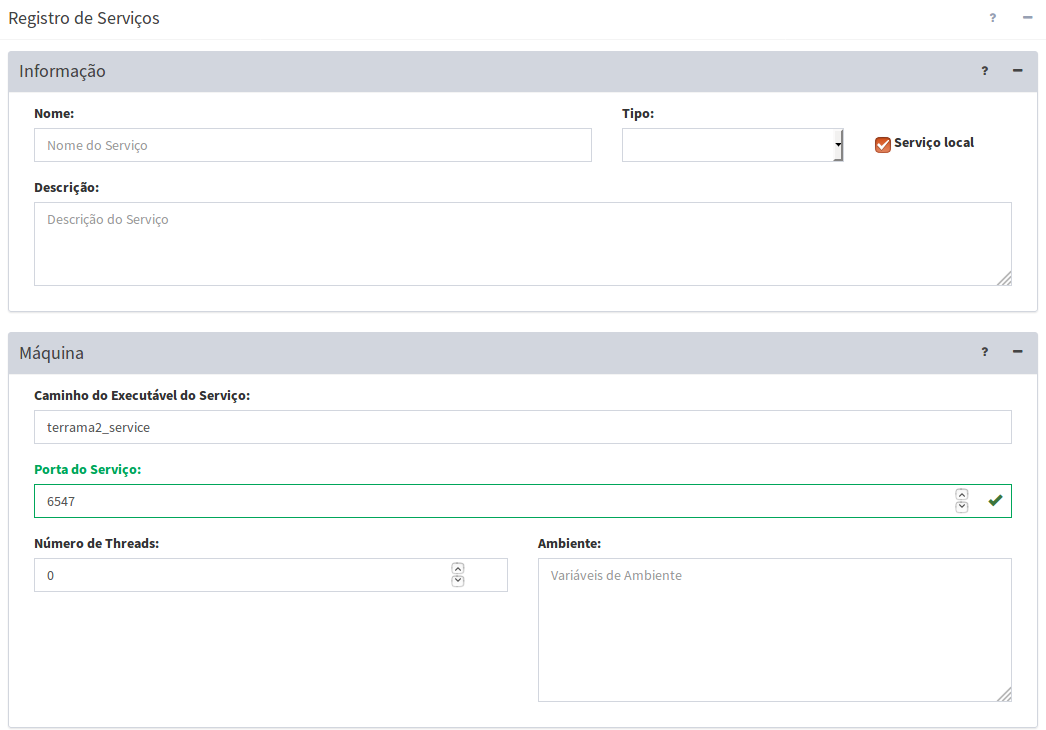 Registro de Serviços ?
Informação ?
Nome: Tipo:
Nome do Serviço Serviço local
Descrição:
Descrição do Serviço
Máquina ?
Caminho do Executável do Serviço:
terrama2_service
Porta do Serviço:
6547
Número de Threads: Ambiente:
0 Variáveis de Ambiente